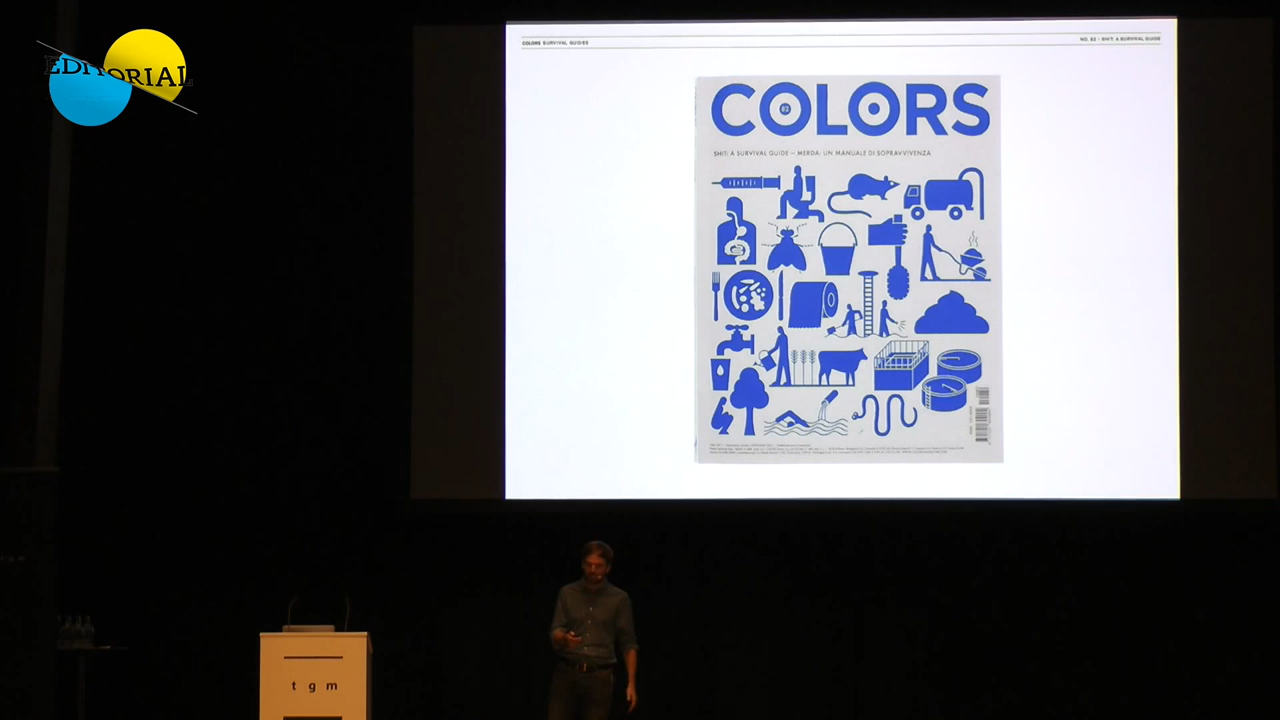 EDITORIAL
COLORS SURVIVAL GUIDES
NO. 82 - SHIT: A SURVIVAL GUIDE
COLORS
82
SHIT: A SURVIVAL GUIDE – MERDA: UN MANUALE DI SOPRAVVIVENZA
t g m